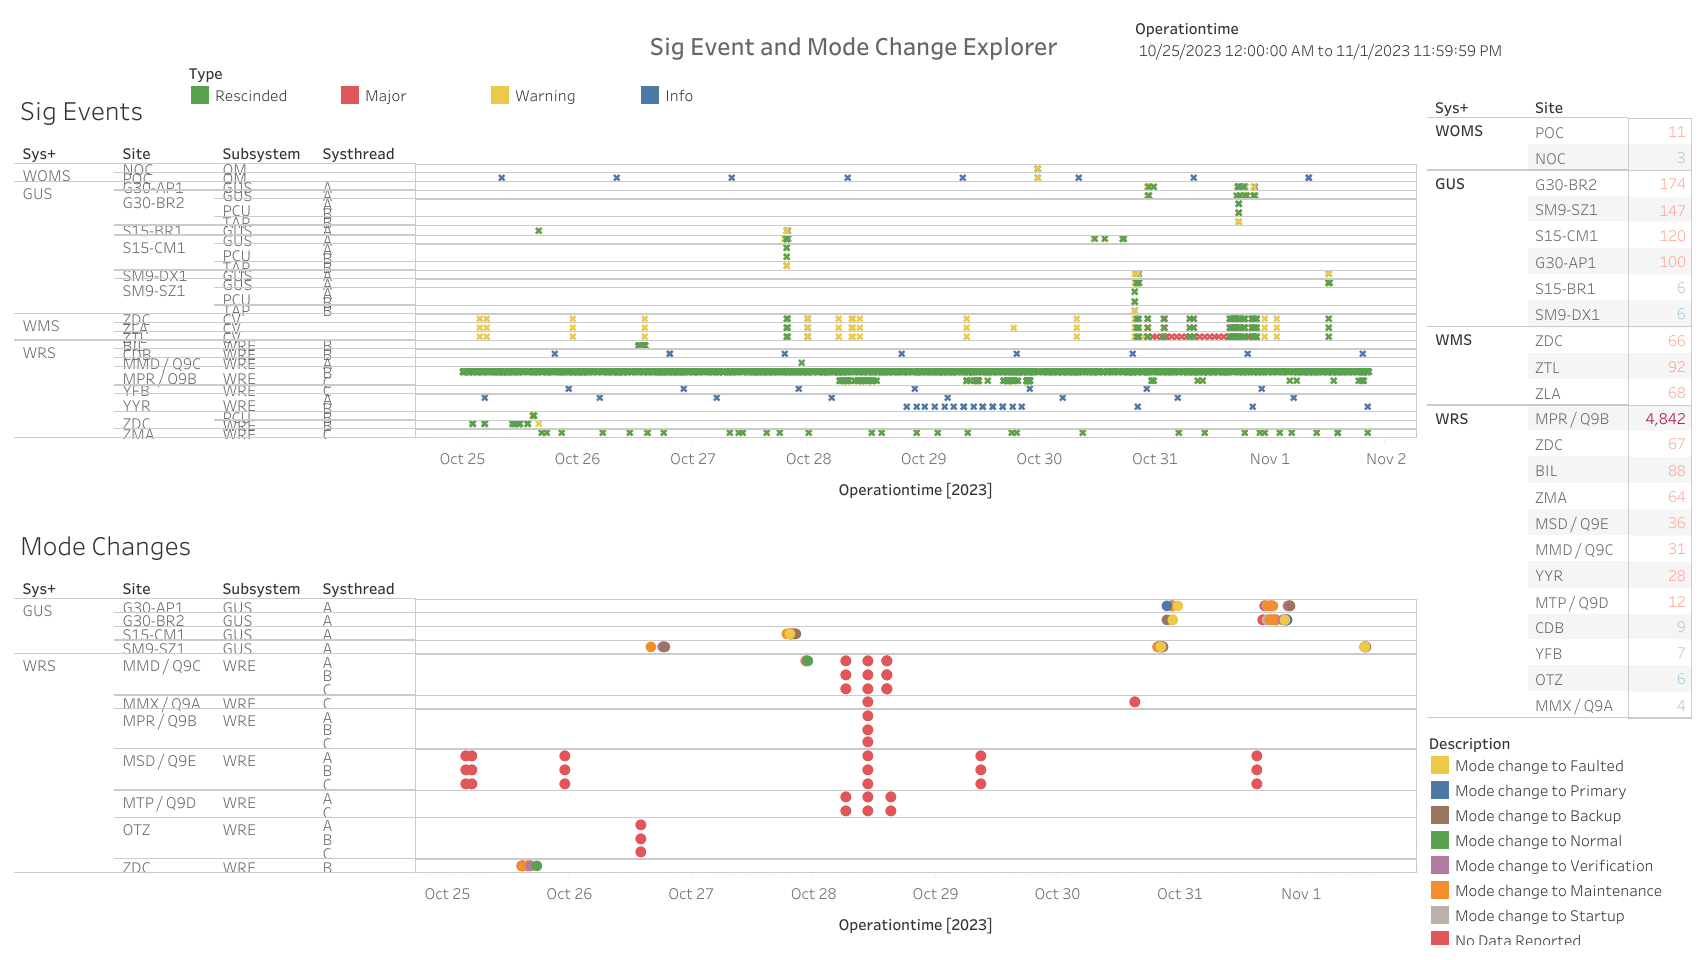 Sig Event and Mode Change Explorer
Operationtime
10/25/2023 12:00:00 AM to 11/1/2023 11:59:59 PM
Type
Rescinded Major Warning Info
Sig Events
Sys+ Site Subsystem Systhread
WOMS NOC OM
POC OM
GUS G30-AP1 GUS A
G30-BR2 GUS A
PCU A
B
TAP B
S15-BR1 GUS A
S15-CM1 GUS A
PCU A
B
TAP B
SM9-DX1 GUS A
SM9-SZ1 GUS A
PCU A
B
TAP B
WMS ZDC CV
ZLA CV
ZTL CV
WRS BIL WRE B
CDB WRE B
MMD / Q9C WRE A
MPR / Q9B WRE B
C
YFB WRE C
YYR WRE A
B
ZDC PCU B
WRE B
ZMA WRE C
Oct 25 Oct 26 Oct 27 Oct 28 Oct 29 Oct 30 Oct 31 Nov 1 Nov 2
Operationtime [2023]
Mode Changes
Sys+ Site Subsystem Systhread
GUS G30-AP1 GUS A
G30-BR2 GUS A
S15-CM1 GUS A
SM9-SZ1 GUS A
WRS MMD / Q9C WRE A
B
C
MMX / Q9A WRE C
MPR / Q9B WRE A
B
C
MSD / Q9E WRE A
B
C
MTP / Q9D WRE A
C
OTZ WRE A
B
C
ZDC WRE B
Oct 25 Oct 26 Oct 27 Oct 28 Oct 29 Oct 30 Oct 31 Nov 1
Operationtime [2023]
Sys+ Site
WOMS POC 11
NOC 3
GUS G30-BR2 174
SM9-SZ1 147
S15-CM1 120
G30-AP1 100
S15-BR1 6
SM9-DX1 6
WMS ZDC 66
ZTL 92
ZLA 68
WRS MPR / Q9B 4,842
ZDC 67
BIL 88
ZMA 64
MSD / Q9E 36
MMD / Q9C 31
YYR 28
MTP / Q9D 12
CDB 9
YFB 7
OTZ 6
MMX / Q9A 4
Description
Mode change to Faulted
Mode change to Primary
Mode change to Backup
Mode change to Normal
Mode change to Verification
Mode change to Maintenance
Mode change to Startup
No Data Reported